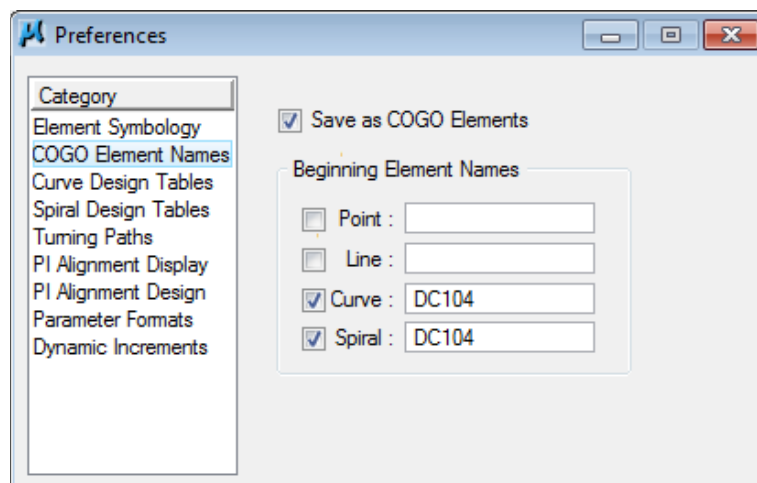 Preferences
Category
Element Symbology
COGO Element Names
Curve Design Tables
Spiral Design Tables
Turning Paths
PI Alignment Display
PI Alignment Design
Parameter Formats
Dynamic Increments
Save as COGO Elements
Beginning Element Names
Point :
Line :
Curve : DC104
Spiral : DC104